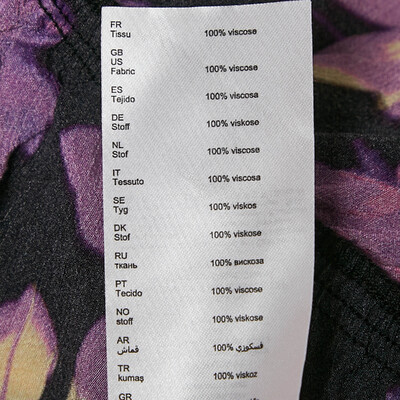 FR
Tissu 100% viscose
GB
US
Fabric 100% viscose
ES
Tejido 100% viscosa
DE
Stoff 100% viskose
NL
Stof 100% viscose
IT
Tessuto 100% viscosa
SE
Tyg 100% viskos
DK
Stof 100% viskose
RU
ткань 100% вискоза
PT
Tecido 100% viscose
NO
stoff 100% viskose
AR
قماش 100% فسكوزي
TR
kumaş 100% viskoz
GR